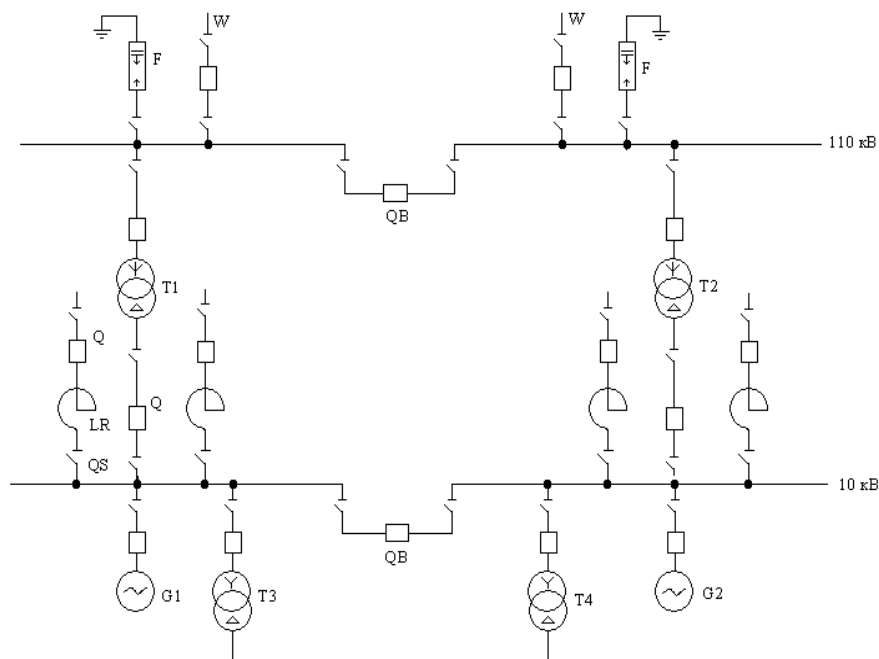 W W
F F
110 кВ
QB
T1 T2
Q
Q
LR
QS
10 кВ
QB
G1 T3 T4 G2